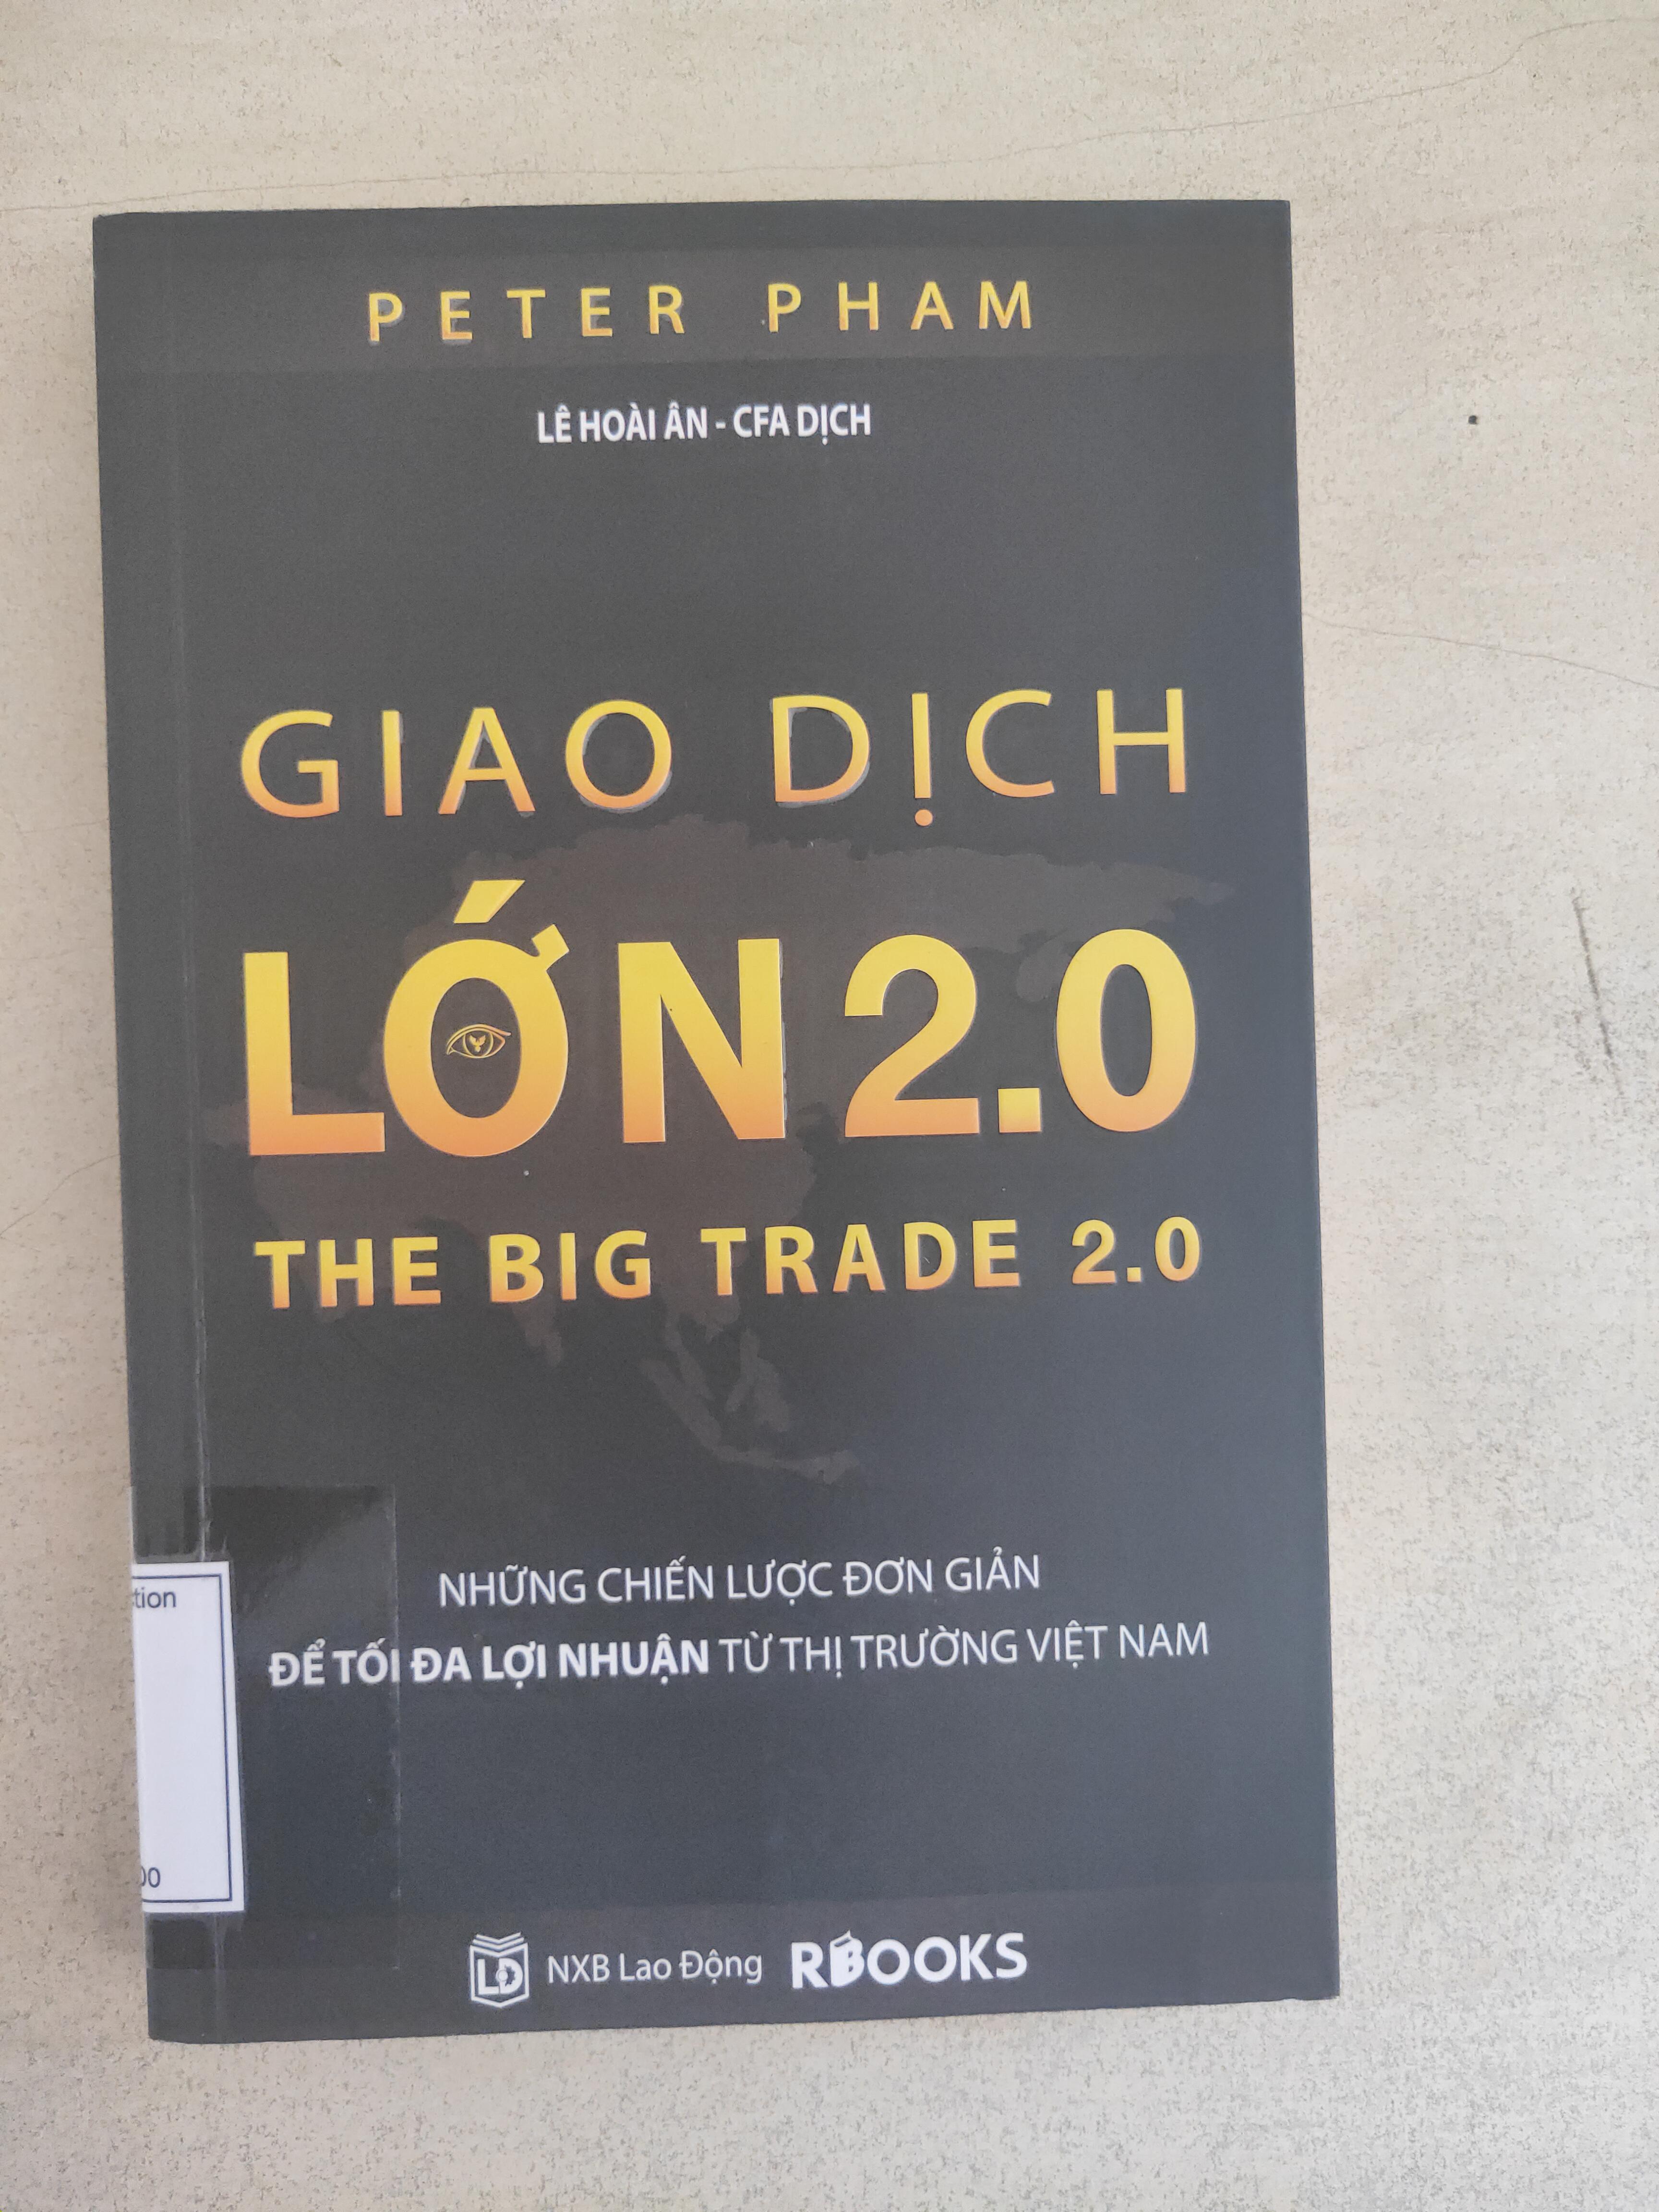 PETER PHAM
LÊ HOÀI ÂN - CFA DỊCH
GIAO DỊCH
LỚN 2.0
THE BIG TRADE 2.0
NHỮNG CHIẾN LƯỢC ĐƠN GIẢN
ĐỂ TỐI ĐA LỢI NHUẬN TỪ THỊ TRƯỜNG VIỆT NAM
LĐ NXB Lao Động RBOOKS